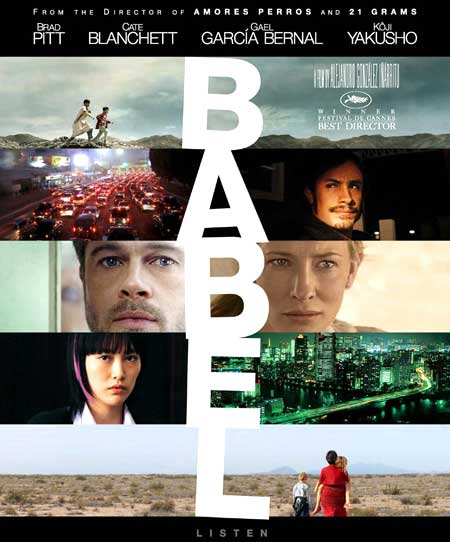 FROM THE DIRECTOR OF AMORES PERROS AND 21 GRAMS
BRAD PITT
CATE BLANCHETT
GAEL GARCÍA BERNAL
KÔJI YAKUSHO
A FILM BY ALEJANDRO GONZÁLEZ IÑÁRRITU
WINNER
FESTIVAL DE CANNES
BEST DIRECTOR
BABEL
LISTEN